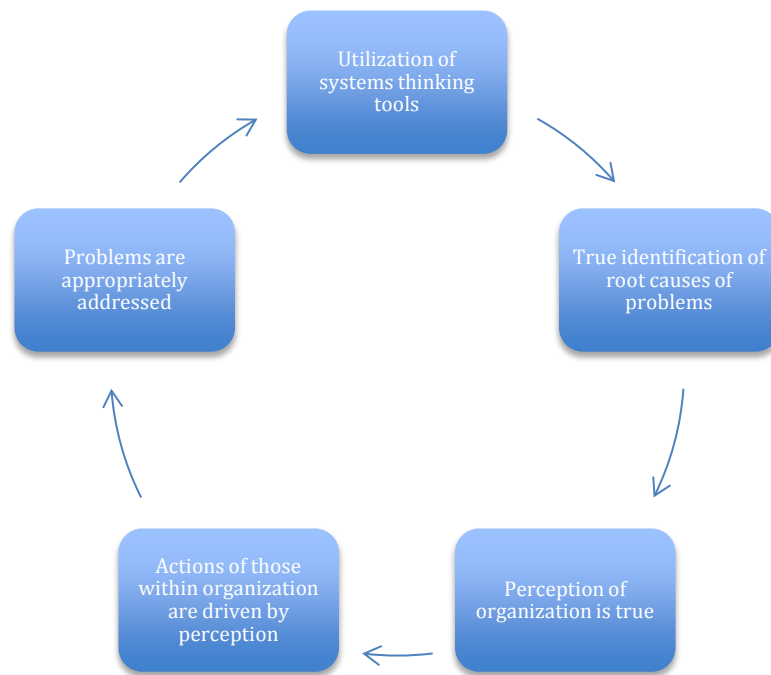 Utilization of
systems thinking
tools
True identification of
root causes of
problems
Perception of
organization is true
Actions of those
within organization
are driven by
perception
Problems are
appropriately
addressed